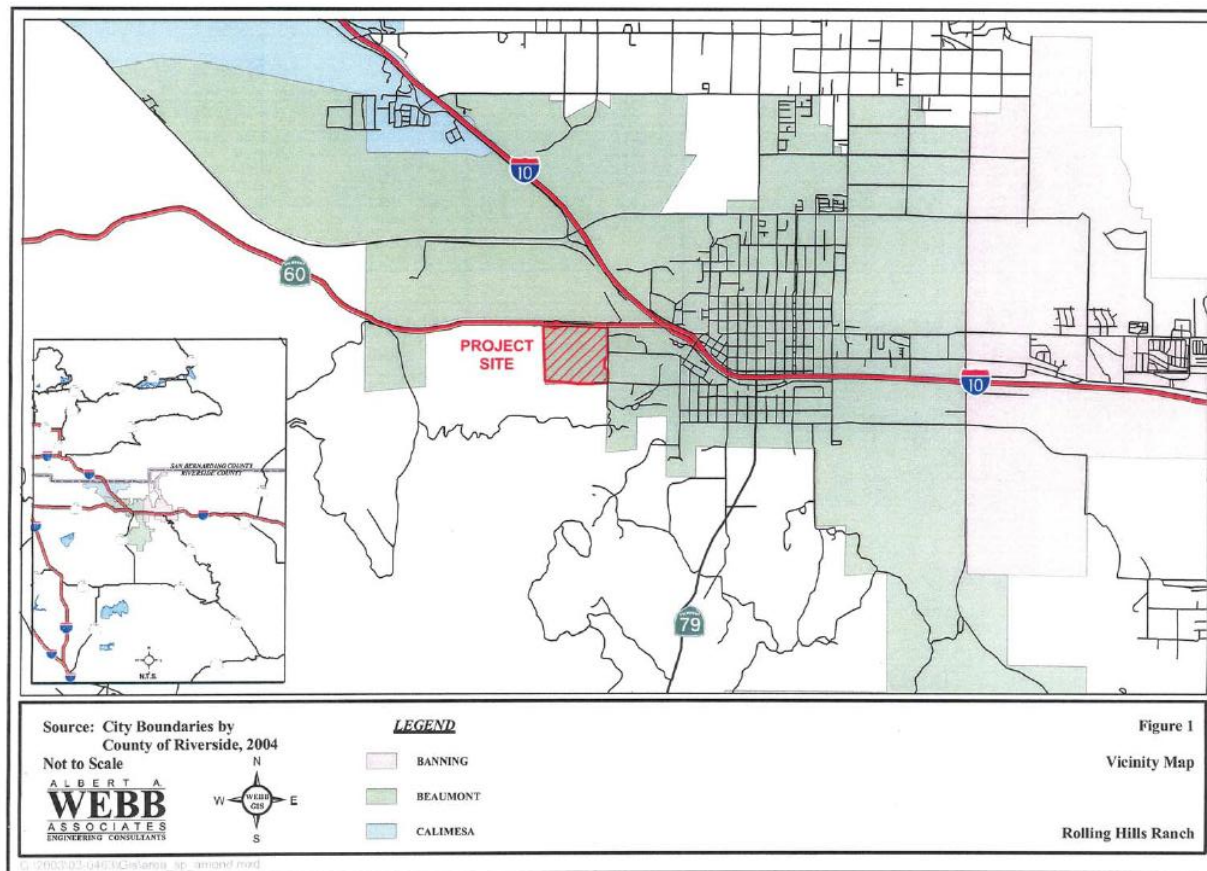 10
60
PROJECT
SITE
10
SAN BERNARDINO COUNTY
RIVERSIDE COUNTY
79
N.T.S.
Source: City Boundaries by
County of Riverside, 2004
Not to Scale
ALBERT A.
WEBB
ASSOCIATES
ENGINEERING CONSULTANTS
N
W
WEBB
GIS
E
S
LEGEND
BANNING
BEAUMONT
CALIMESA
Figure 1
Vicinity Map
Rolling Hills Ranch